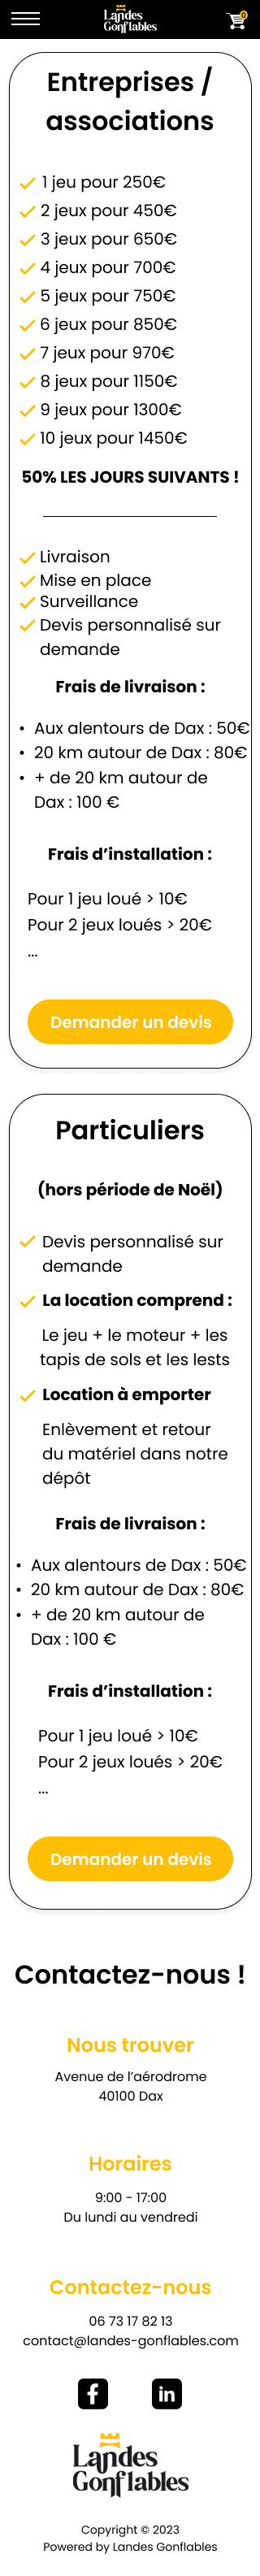 Landes
Gonflables
0
Entreprises /
associations
1 jeu pour 250€
2 jeux pour 450€
3 jeux pour 650€
4 jeux pour 700€
5 jeux pour 750€
6 jeux pour 850€
7 jeux pour 970€
8 jeux pour 1150€
9 jeux pour 1300€
10 jeux pour 1450€
50% LES JOURS SUIVANTS !
Livraison
Mise en place
Surveillance
Devis personnalisé sur
demande
Frais de livraison :
• Aux alentours de Dax : 50€
• 20 km autour de Dax : 80€
• + de 20 km autour de
Dax : 100 €
Frais d’installation :
Pour 1 jeu loué > 10€
Pour 2 jeux loués > 20€
...
Demander un devis
Particuliers
(hors période de Noël)
Devis personnalisé sur
demande
La location comprend :
Le jeu + le moteur + les
tapis de sols et les lests
Location à emporter
Enlèvement et retour
du matériel dans notre
dépôt
Frais de livraison :
• Aux alentours de Dax : 50€
• 20 km autour de Dax : 80€
• + de 20 km autour de
Dax : 100 €
Frais d’installation :
Pour 1 jeu loué > 10€
Pour 2 jeux loués > 20€
...
Demander un devis
Contactez-nous !
Nous trouver
Avenue de l’aérodrome
40100 Dax
Horaires
9:00 - 17:00
Du lundi au vendredi
Contactez-nous
06 73 17 82 13
contact@landes-gonflables.com
f in
Landes
Gonflables
Copyright © 2023
Powered by Landes Gonflables